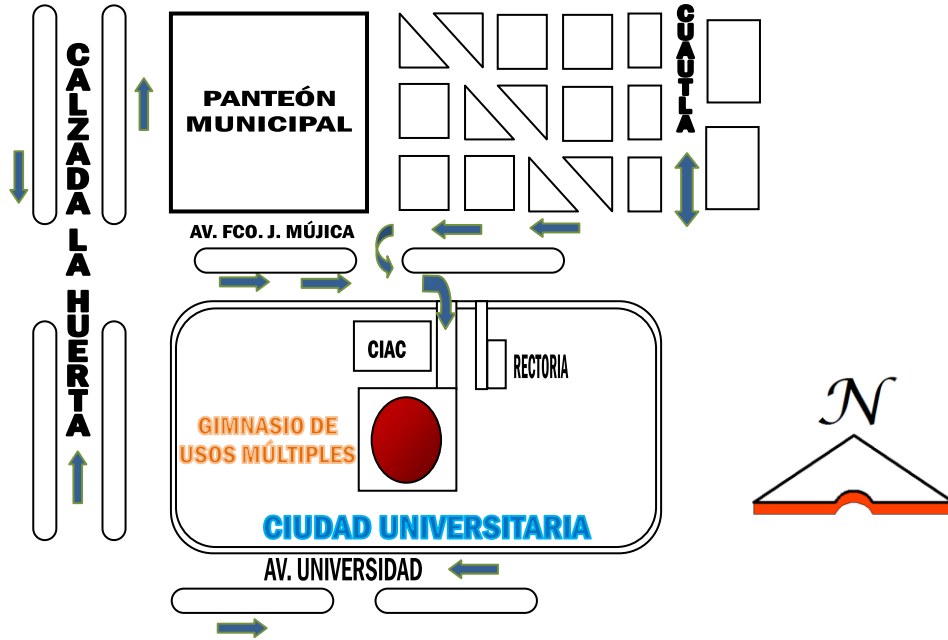 CALZADA LA HUERTA
PANTEÓN
MUNICIPAL
CUAUTLA
AV. FCO. J. MÚJICA
CIAC
RECTORIA
GIMNASIO DE
USOS MÚLTIPLES
N
CIUDAD UNIVERSITARIA
AV. UNIVERSIDAD